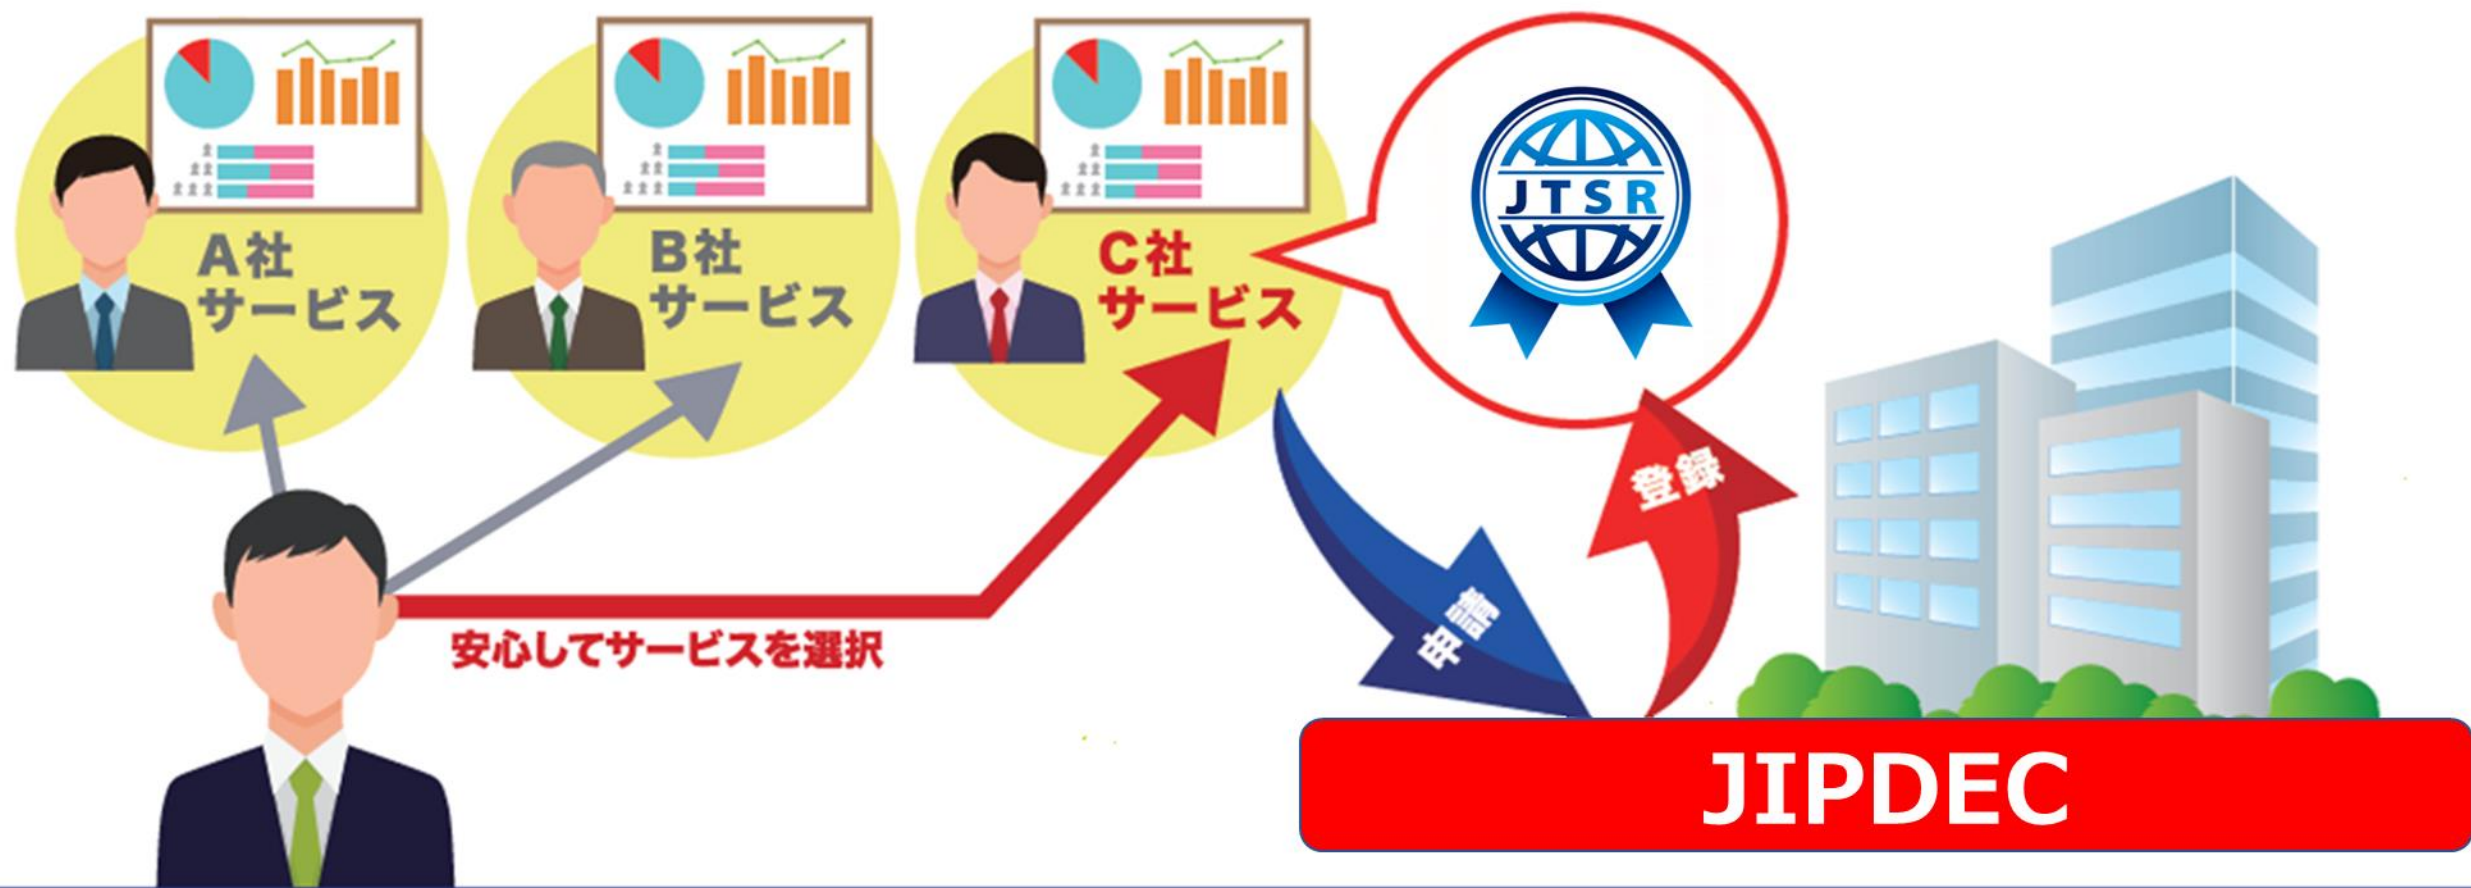 A社
サービス
B社
サービス
C社
サービス
JTSR
登録
申請
安心してサービスを選択
JIPDEC